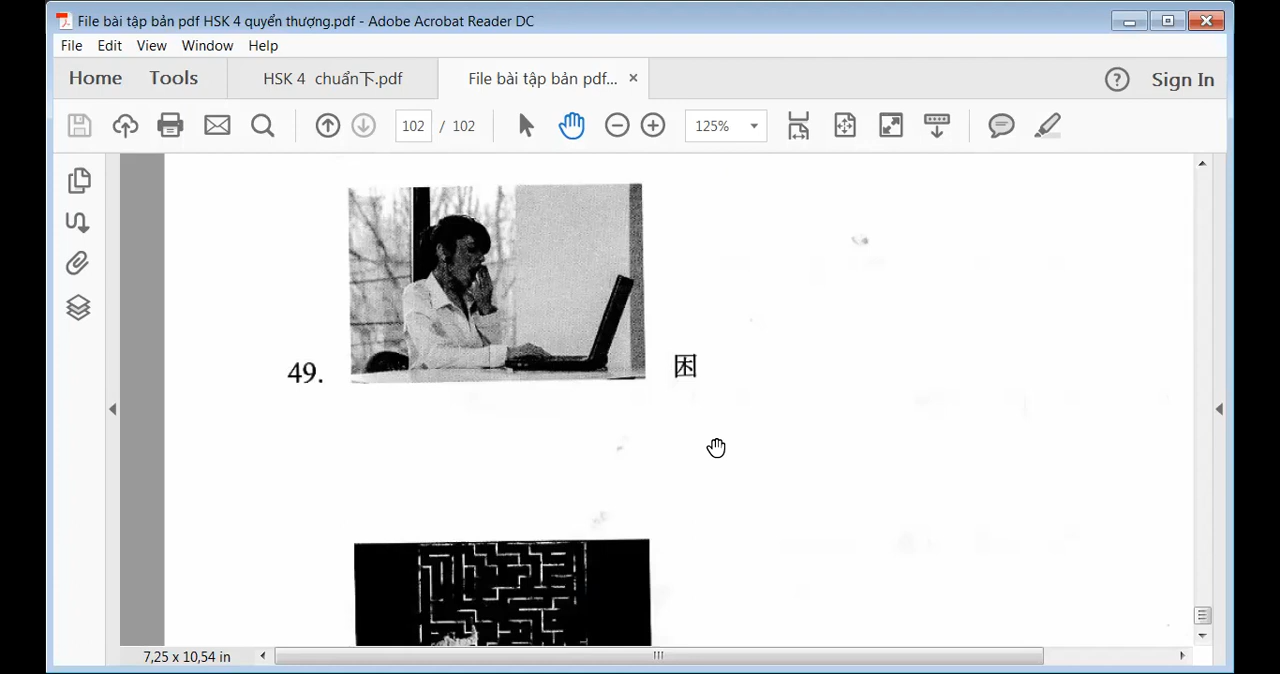 File bài tập bản pdf HSK 4 quyển thượng.pdf - Adobe Acrobat Reader DC
File Edit View Window Help
Home Tools HSK 4 chuẩn下.pdf File bài tập bản pdf... × ? Sign In
102 / 102 125%
49. 困
7,25 x 10,54 in